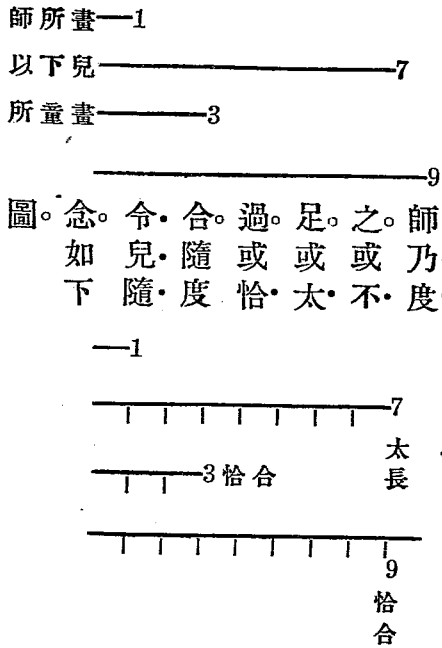 師所畫 1
以下兒 7
所童畫 3
9
師乃度
之。或不・
足。或太・
過。或恰・
合。隨度
令・兒・隨
念。如下
圖。
1
7
太長
3恰合
9
恰合